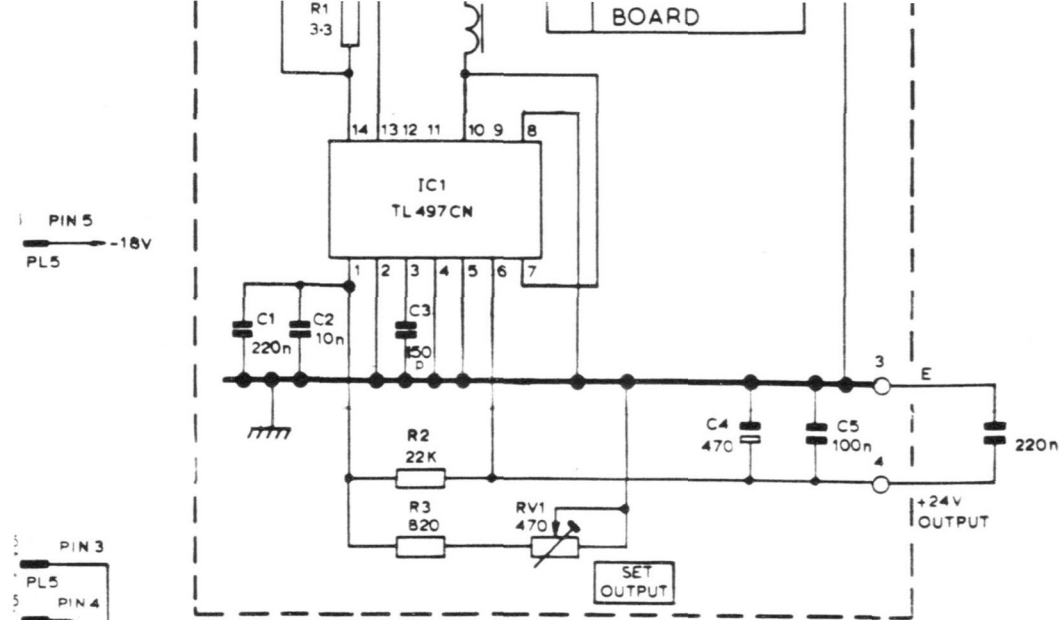 R1
3·3
BOARD
14 13 12 11 10 9 8
IC1
TL497CN
1 2 3 4 5 6 7
PIN 5
-18V
PL5
C1
220n
C2
10n
C3
150
p
3
E
C4
470
C5
100n
220n
4
+24V
OUTPUT
R2
22K
R3
820
RV1
470
SET
OUTPUT
PIN 3
PL5
PIN 4